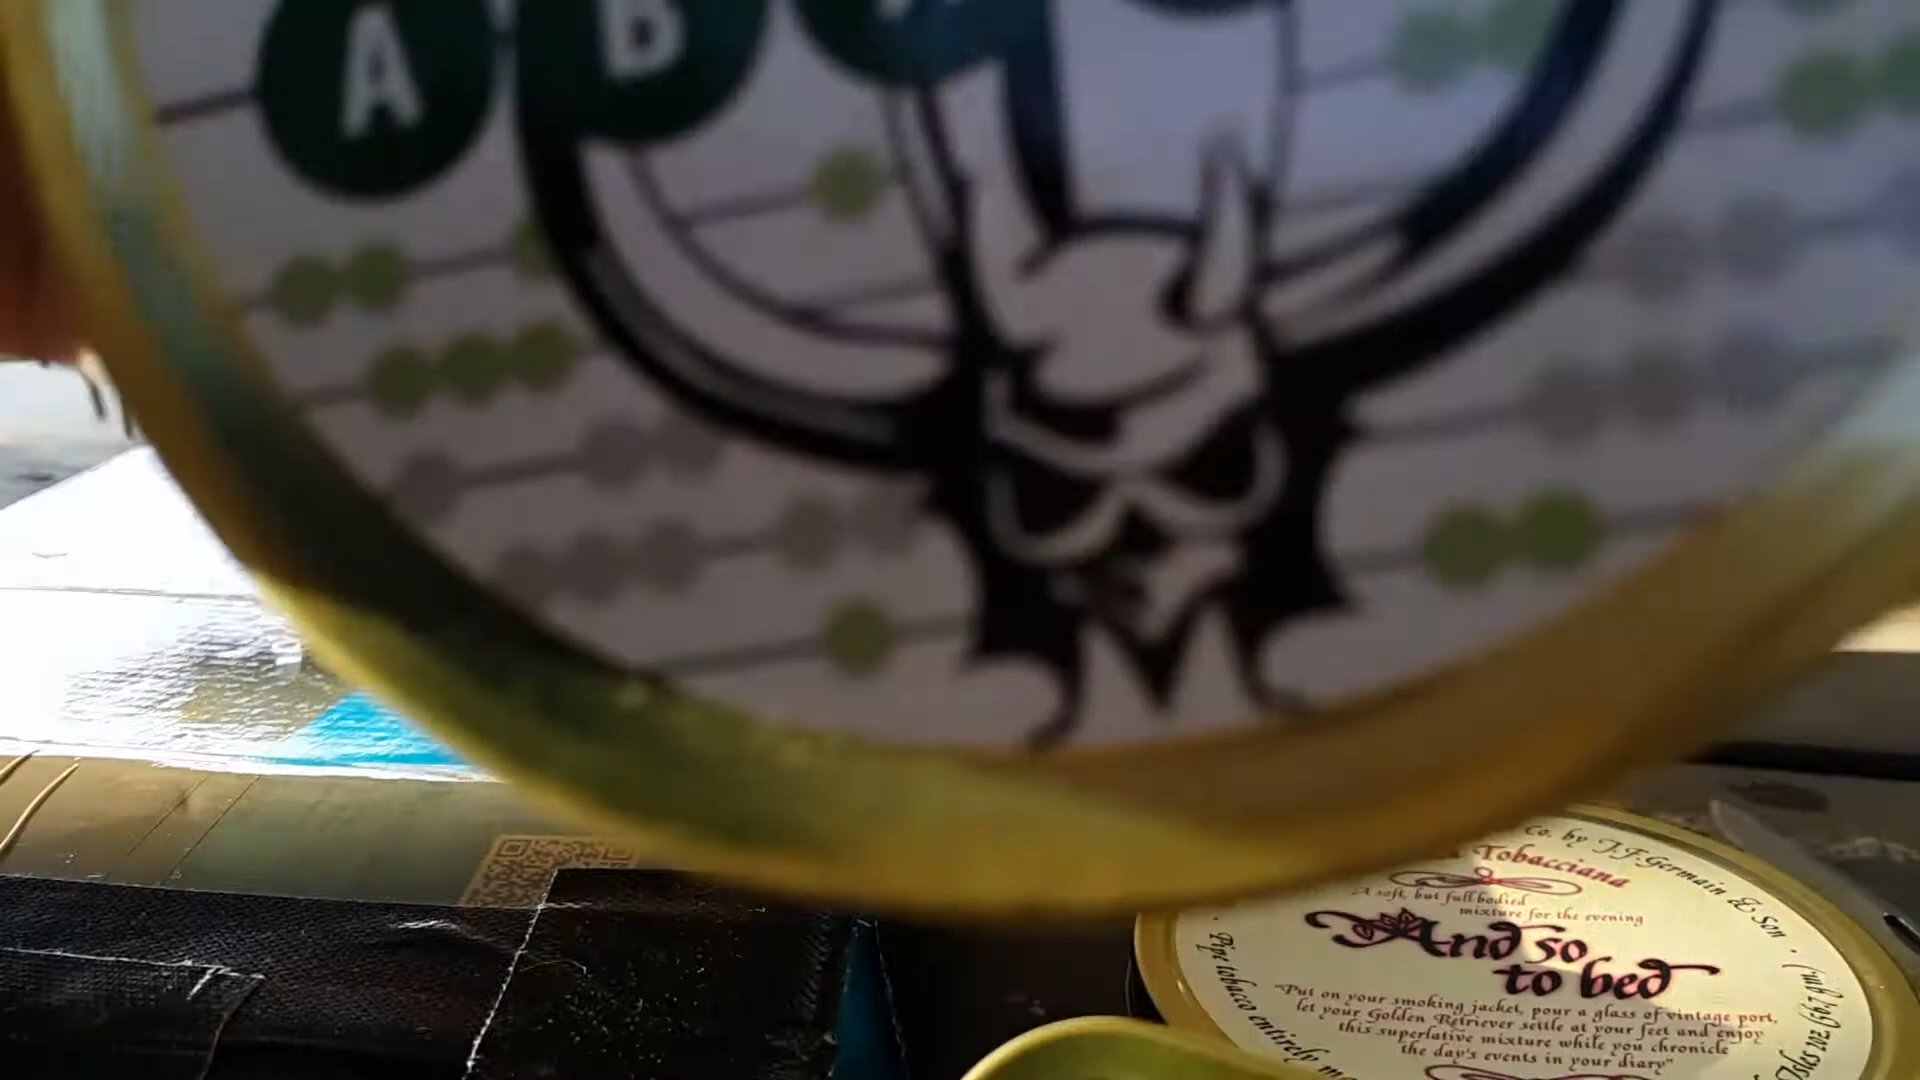 A B A
Co. by J.F.Germain & Son
Tobacciana
A soft, but full bodied
mixture for the evening
And so
to bed
"Put on your smoking jacket, pour a glass of vintage port,
let your Golden Retriever settle at your feet and enjoy
this superlative mixture while you chronicle
the day's events in your diary"
Pipe tobacco entirely